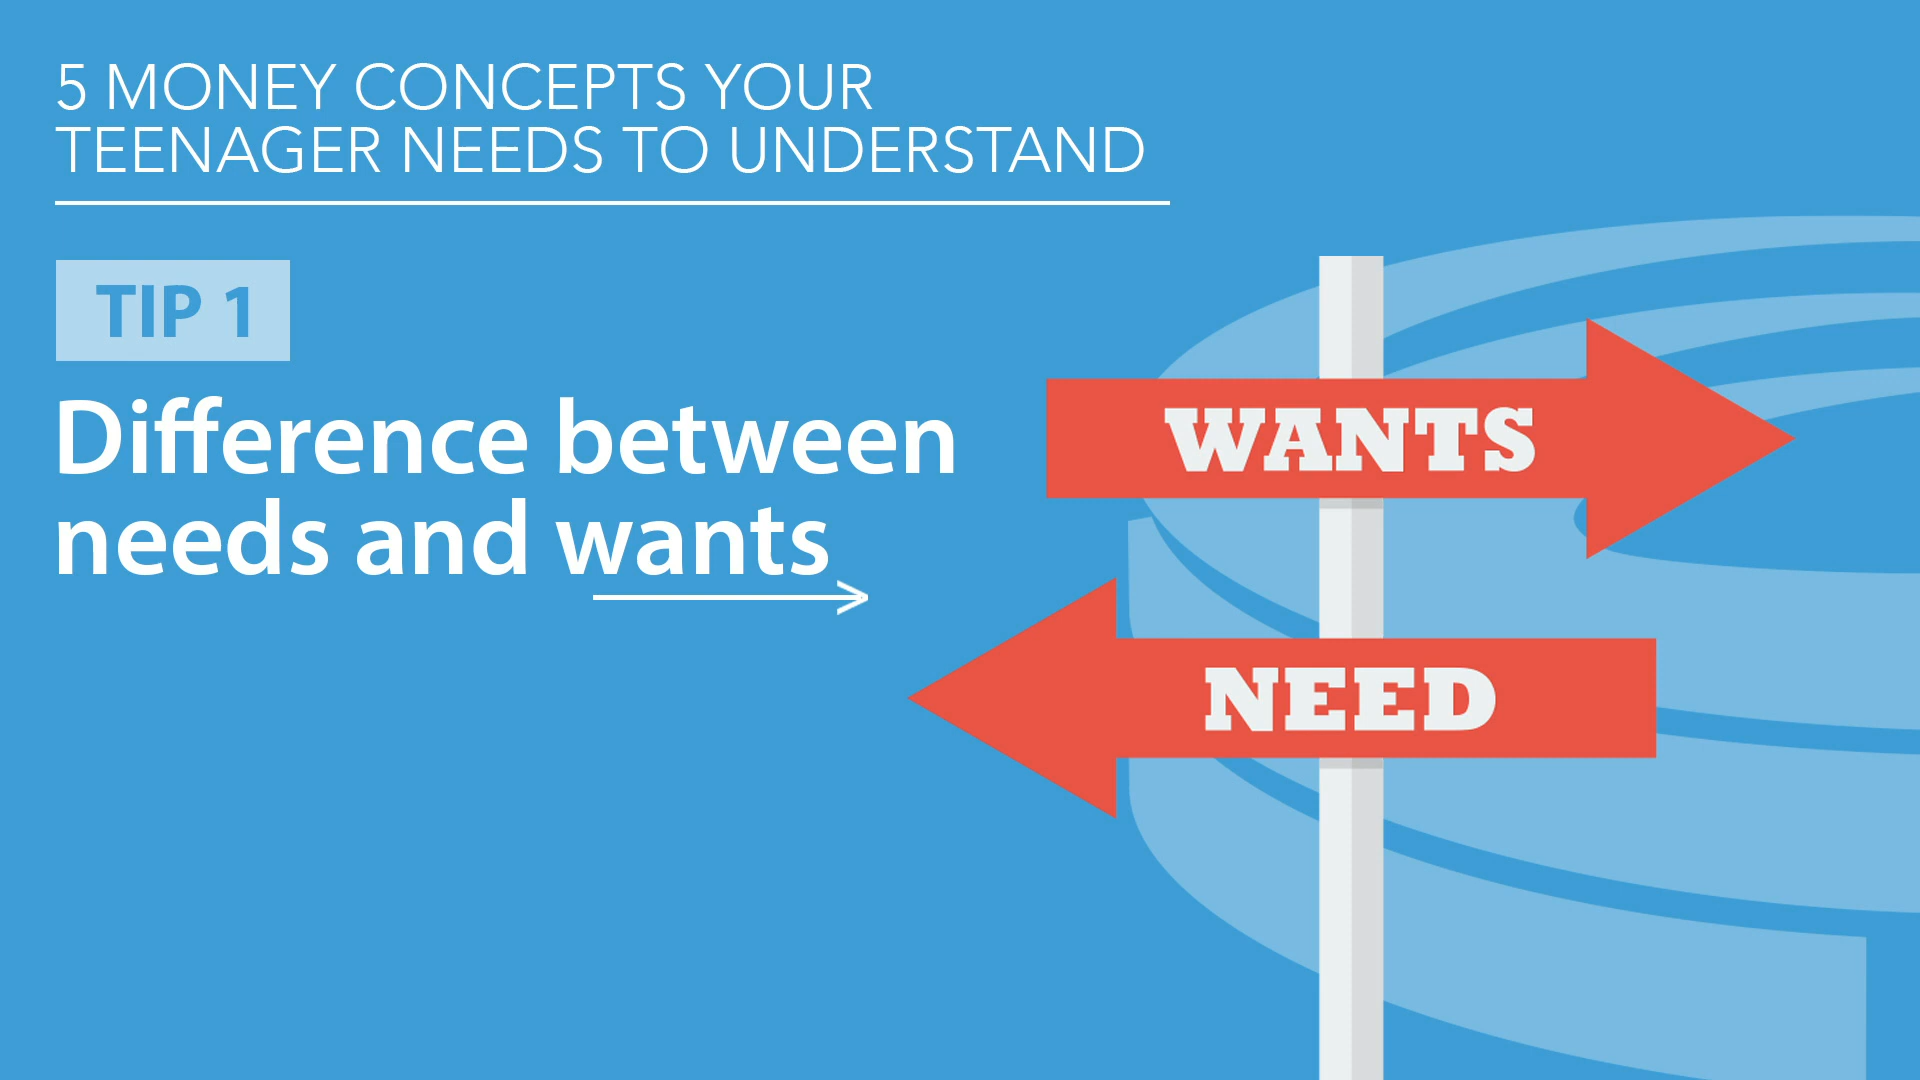 5 MONEY CONCEPTS YOUR
TEENAGER NEEDS TO UNDERSTAND
TIP 1
Difference between
needs and wants
WANTS
NEED